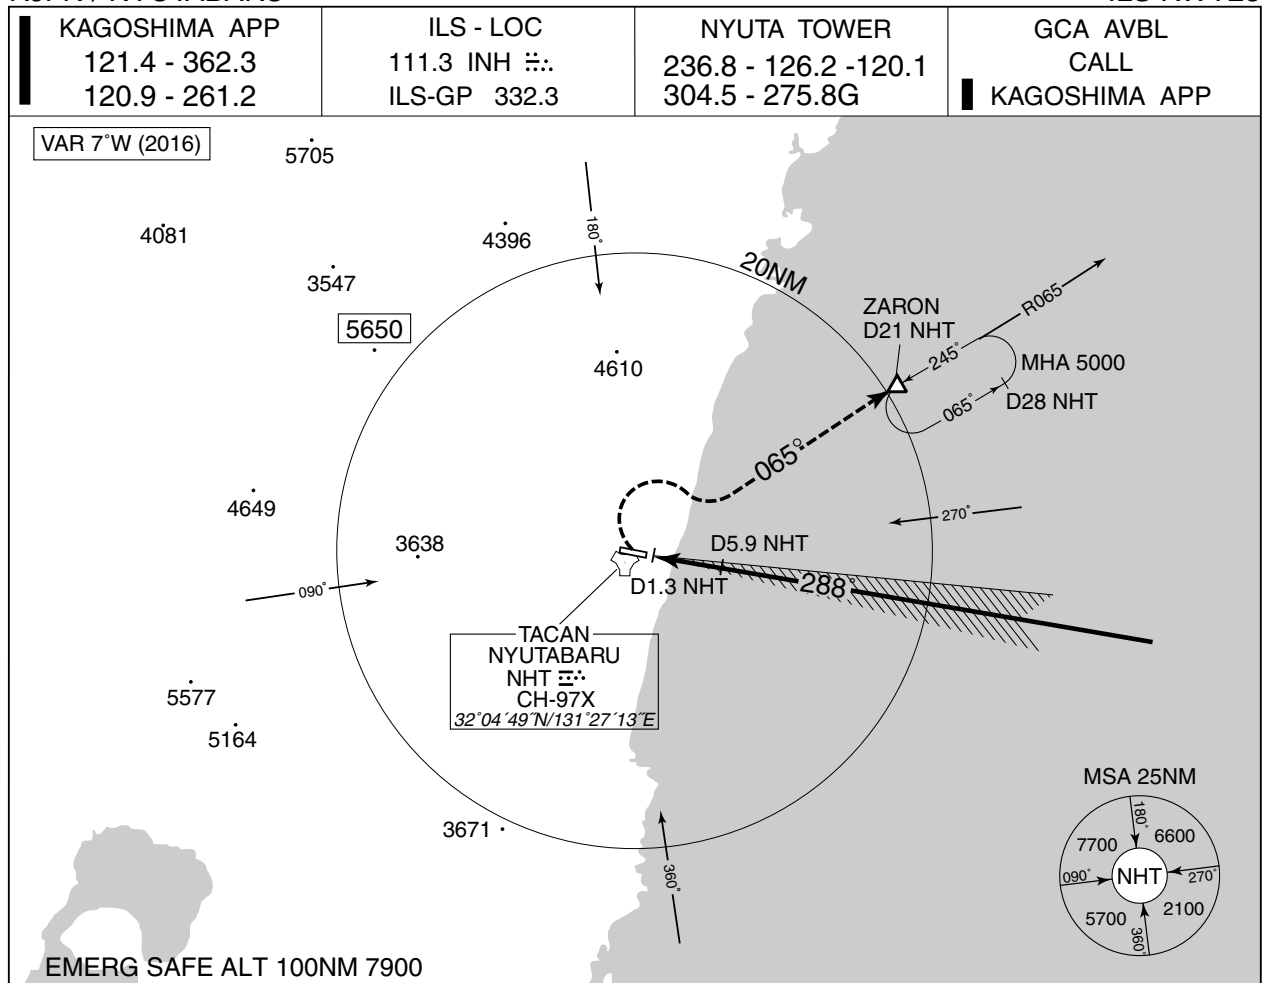 KAGOSHIMA APP
121.4 - 362.3
120.9 - 261.2
ILS - LOC
111.3 INH
ILS-GP 332.3
NYUTA TOWER
236.8 - 126.2 -120.1
304.5 - 275.8G
GCA AVBL
CALL
KAGOSHIMA APP
VAR 7°W (2016)
5705
4081
4396
180°
3547
20NM
5650
ZARON
D21 NHT
R065
245°
4610
MHA 5000
065°
D28 NHT
065°
4649
270°
3638
D5.9 NHT
D1.3 NHT
288°
090°
TACAN
NYUTABARU
NHT
CH-97X
32°04´49˝N/131°27´13˝E
5577
5164
3671
360°
MSA 25NM
180°
7700
6600
090°
NHT
270°
5700
2100
360°
EMERG SAFE ALT 100NM 7900